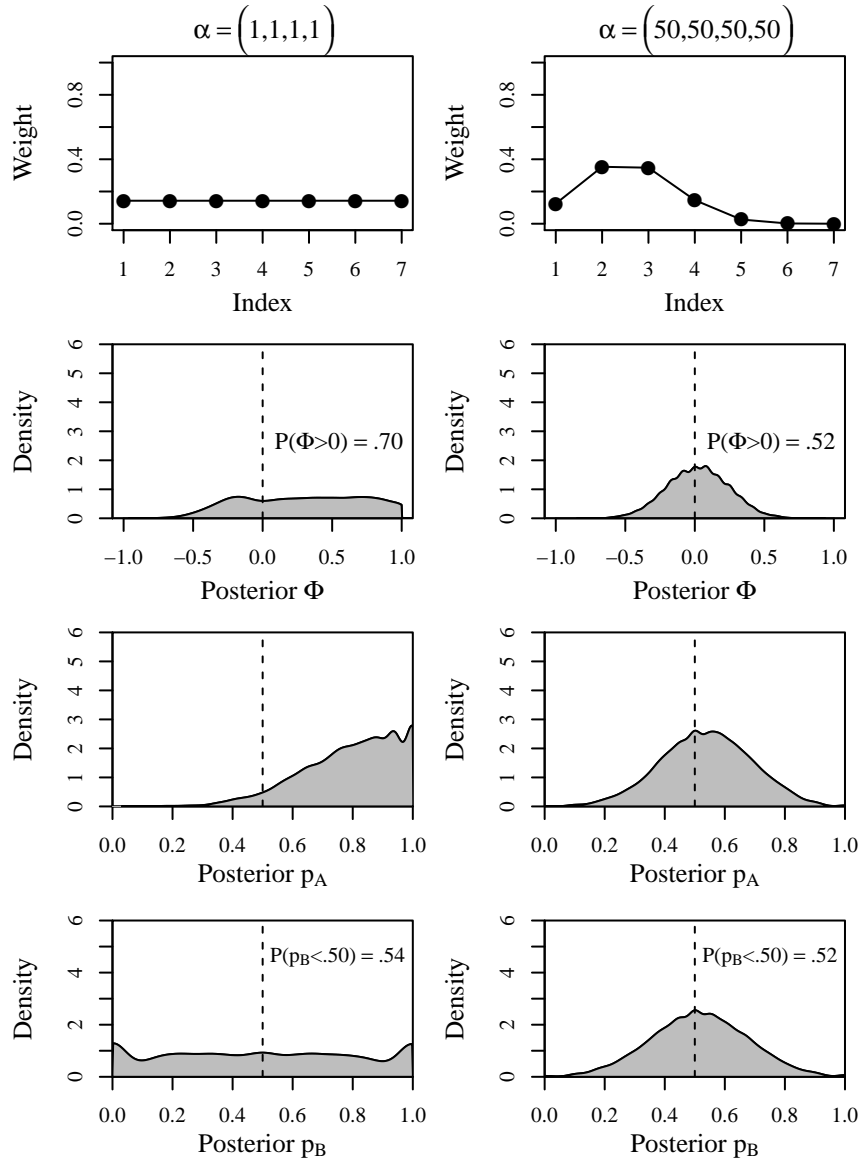 α = (1,1,1,1)
α = (50,50,50,50)
Weight
0.0 0.4 0.8
1 2 3 4 5 6 7
Index
Weight
0.0 0.4 0.8
1 2 3 4 5 6 7
Index
Density
0 1 2 3 4 5 6
P(Φ>0) = .70
−1.0 −0.5 0.0 0.5 1.0
Posterior Φ
Density
0 1 2 3 4 5 6
P(Φ>0) = .52
−1.0 −0.5 0.0 0.5 1.0
Posterior Φ
Density
0 1 2 3 4 5 6
0.0 0.2 0.4 0.6 0.8 1.0
Posterior p_A
Density
0 1 2 3 4 5 6
0.0 0.2 0.4 0.6 0.8 1.0
Posterior p_A
Density
0 2 4 6
P(p_B<.50) = .54
0.0 0.2 0.4 0.6 0.8 1.0
Posterior p_B
Density
0 2 4 6
P(p_B<.50) = .52
0.0 0.2 0.4 0.6 0.8 1.0
Posterior p_B